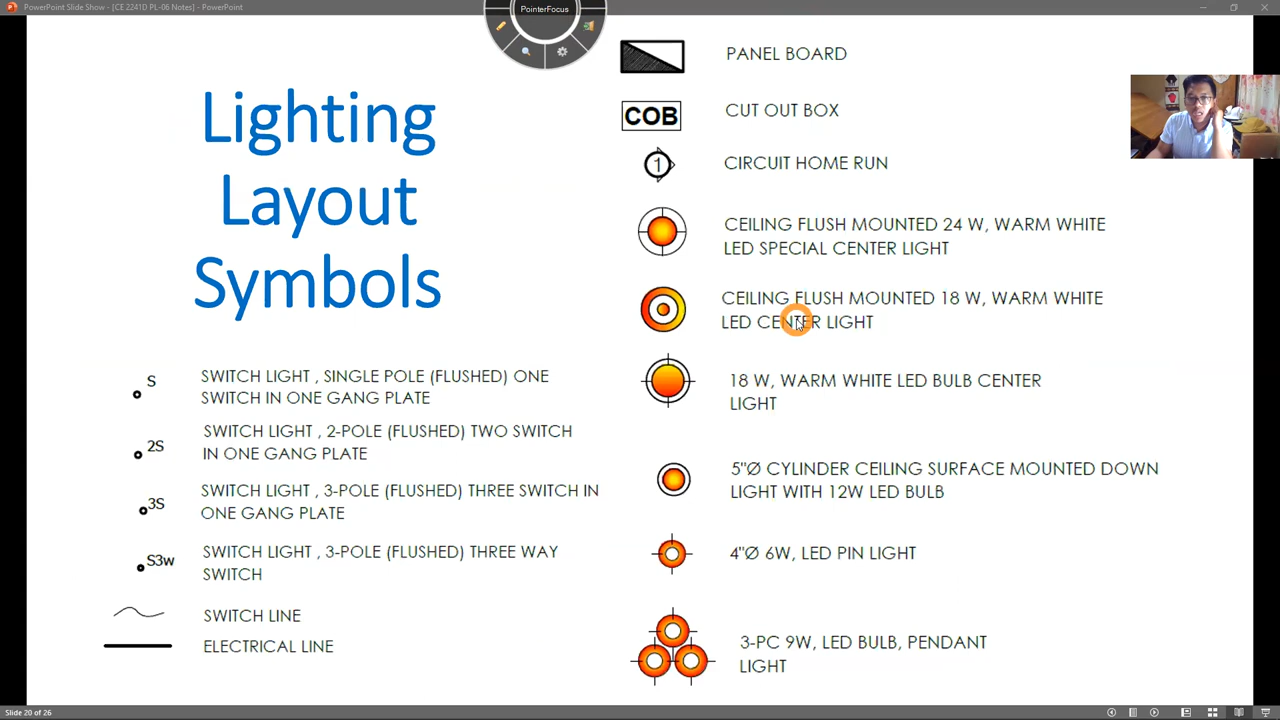 PowerPoint Slide Show - [CE 2241D PL-06 Notes] - PowerPoint
PointerFocus
Lighting
Layout
Symbols
S
SWITCH LIGHT , SINGLE POLE (FLUSHED) ONE
SWITCH IN ONE GANG PLATE
2S
SWITCH LIGHT , 2-POLE (FLUSHED) TWO SWITCH
IN ONE GANG PLATE
3S
SWITCH LIGHT , 3-POLE (FLUSHED) THREE SWITCH IN
ONE GANG PLATE
S3w
SWITCH LIGHT , 3-POLE (FLUSHED) THREE WAY
SWITCH
SWITCH LINE
ELECTRICAL LINE
PANEL BOARD
COB
CUT OUT BOX
1
CIRCUIT HOME RUN
CEILING FLUSH MOUNTED 24 W, WARM WHITE
LED SPECIAL CENTER LIGHT
CEILING FLUSH MOUNTED 18 W, WARM WHITE
LED CENTER LIGHT
18 W, WARM WHITE LED BULB CENTER
LIGHT
5"Ø CYLINDER CEILING SURFACE MOUNTED DOWN
LIGHT WITH 12W LED BULB
4"Ø 6W, LED PIN LIGHT
3-PC 9W, LED BULB, PENDANT
LIGHT
Slide 20 of 26